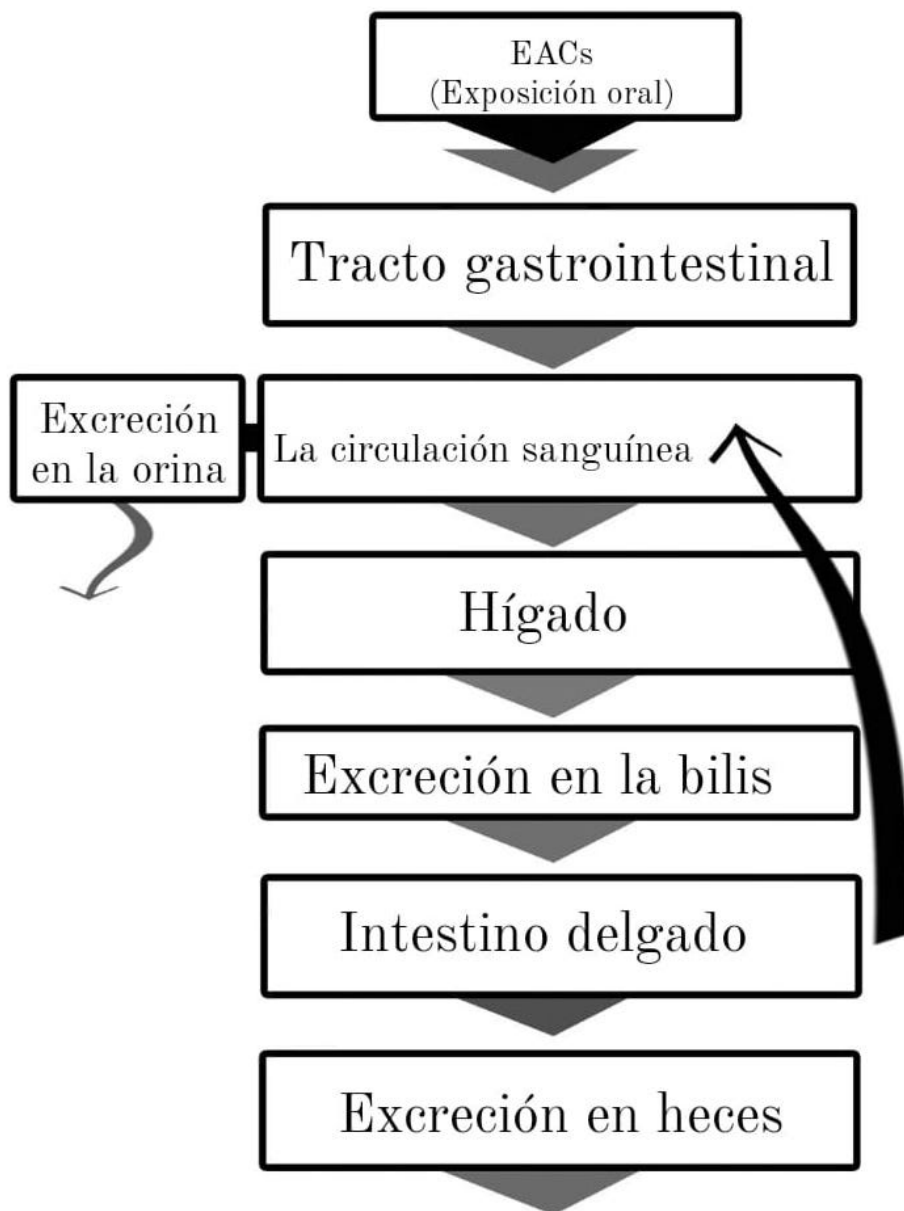 EACs
(Exposición oral)
Tracto gastrointestinal
Excreción
en la orina
La circulación sanguínea
Hígado
Excreción en la bilis
Intestino delgado
Excreción en heces